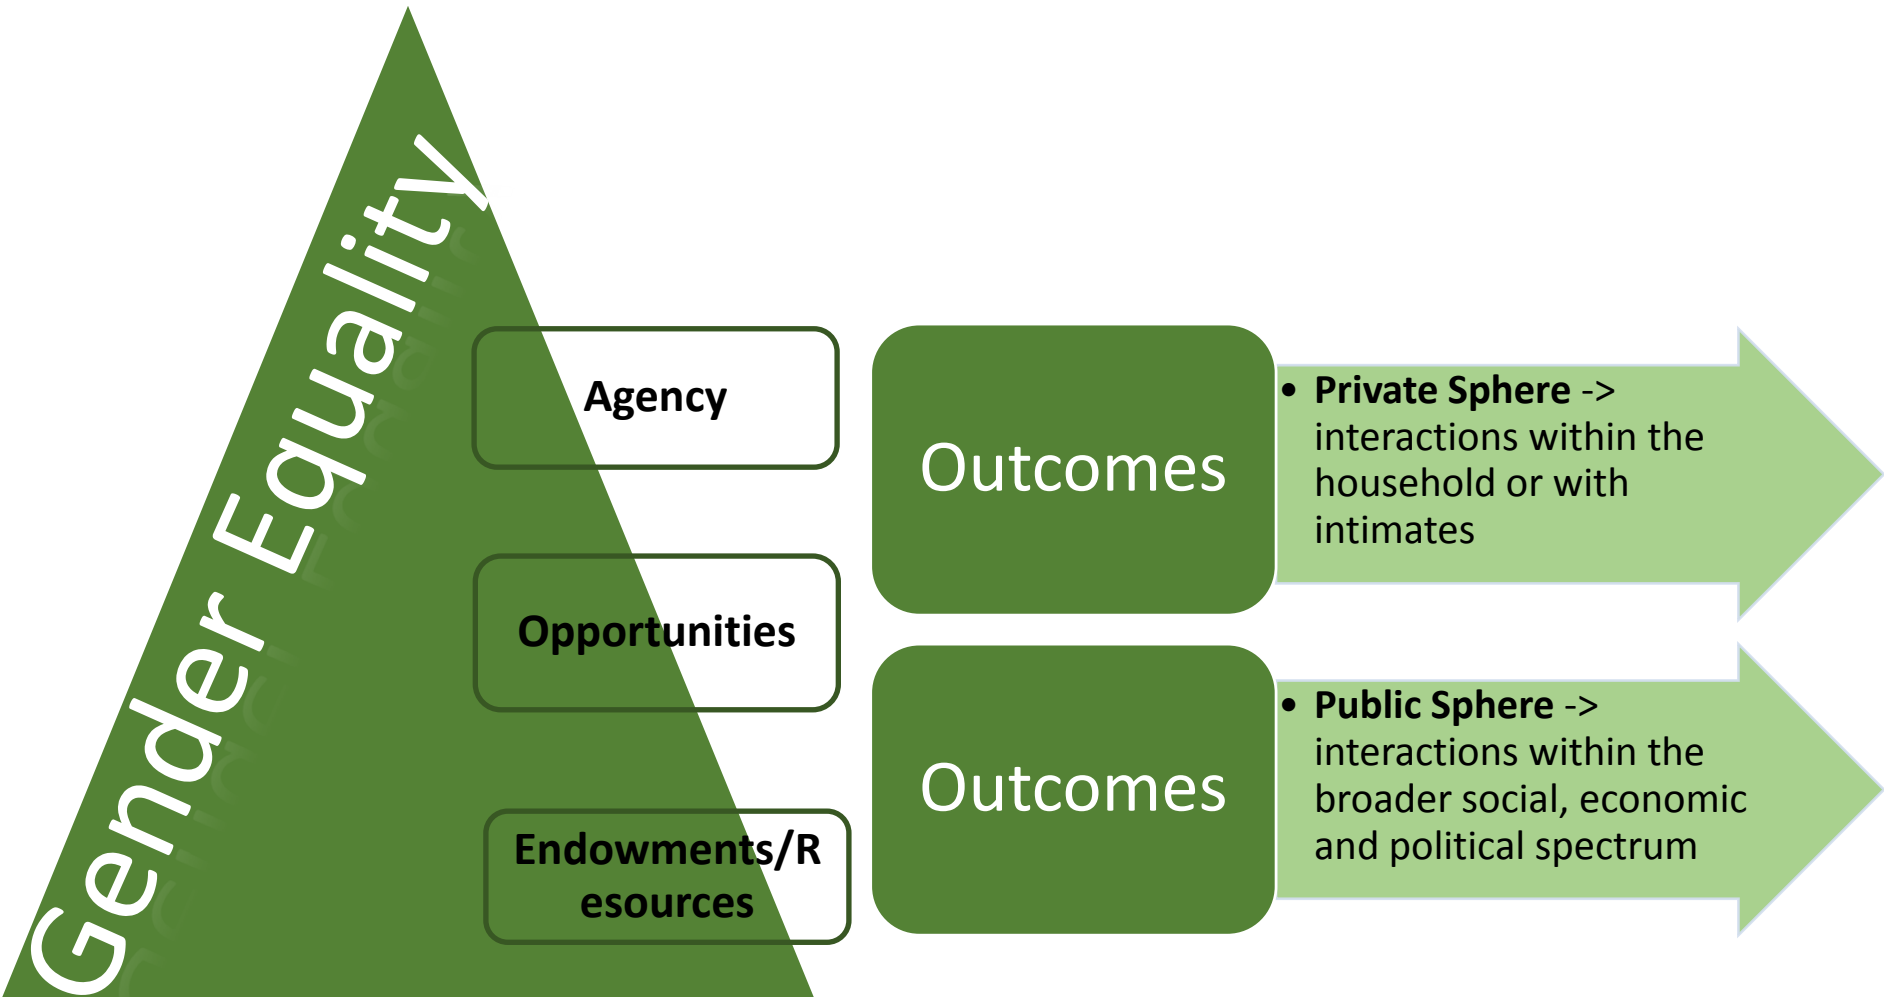 Gender Equality
Agency
Opportunities
Endowments/R
esources
Outcomes
• Private Sphere ->
interactions within the
household or with
intimates
Outcomes
• Public Sphere ->
interactions within the
broader social, economic
and political spectrum